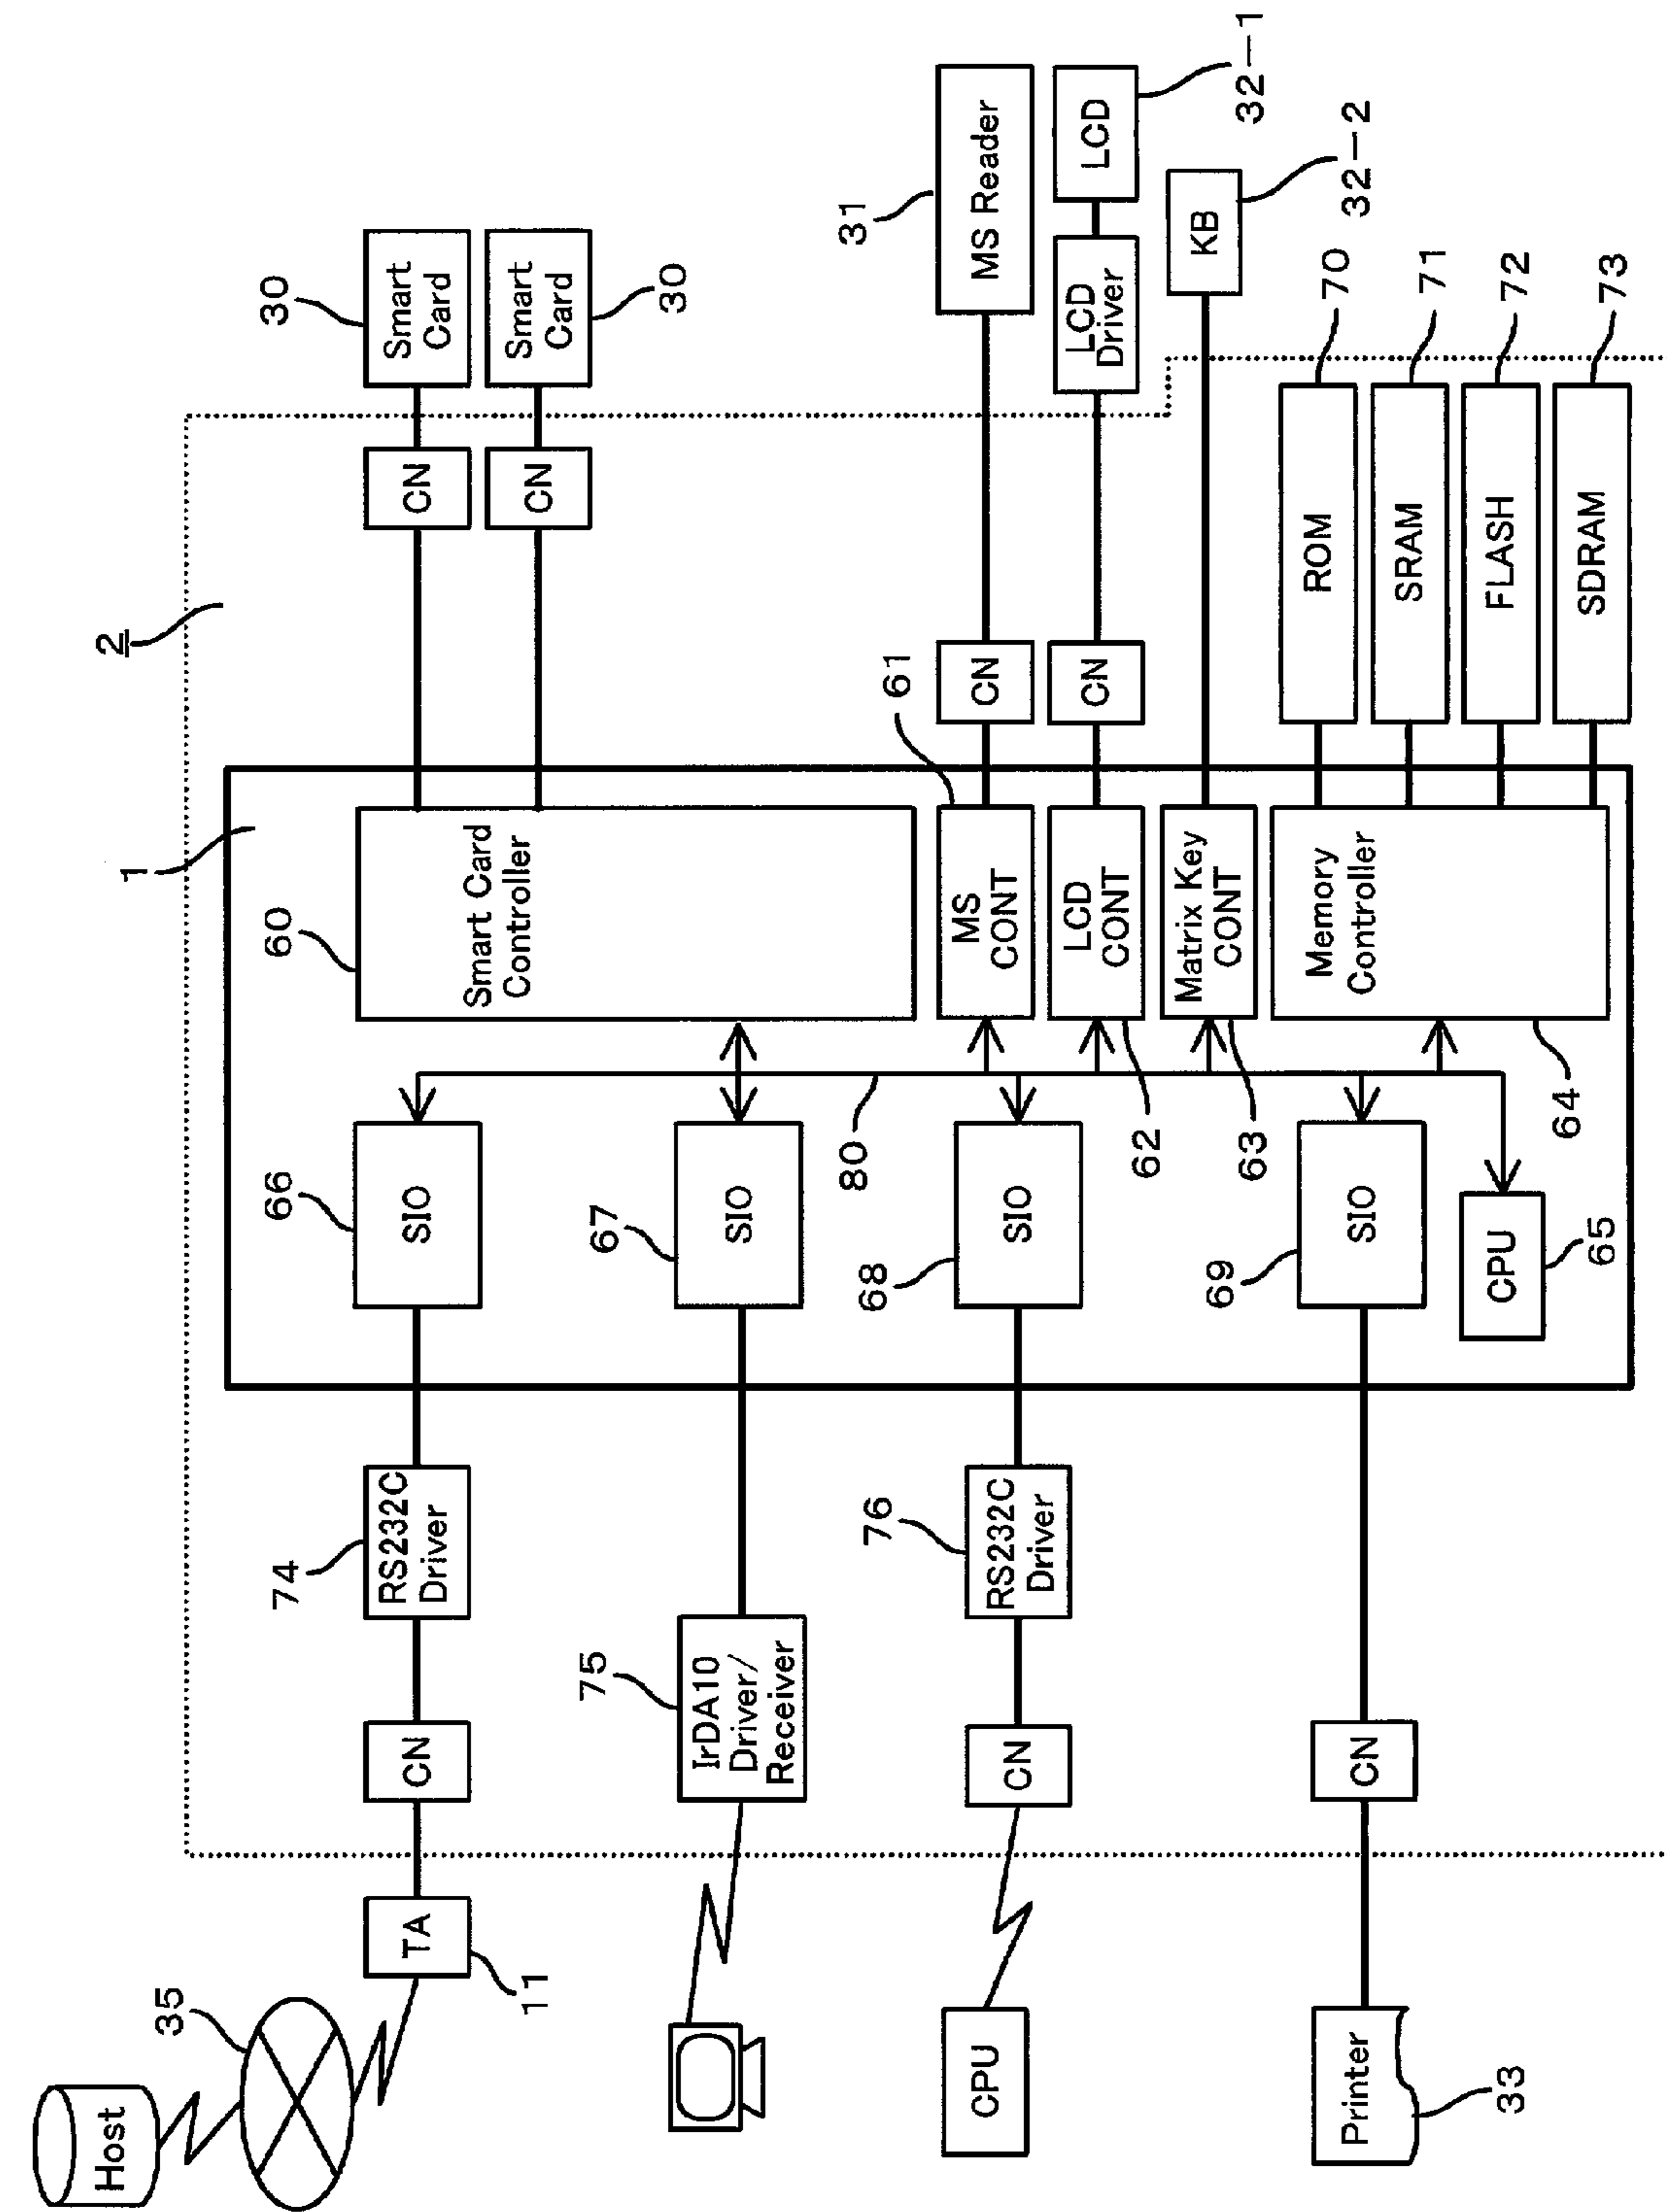 Host
35
TA
11
CN
74
RS232C
Driver
66
SIO
1
2
60
Smart Card
Controller
CN
CN
30
Smart
Card
Smart
Card
30
75
IrDA10
Driver/
Receiver
67
SIO
80
CPU
CN
76
RS232C
Driver
68
SIO
61
MS
CONT
CN
31
MS Reader
62
LCD
CONT
CN
LCD
Driver
LCD
32-1
63
Matrix Key
CONT
KB
32-2
Printer
33
CN
69
SIO
CPU
65
64
Memory
Controller
ROM
70
SRAM
71
FLASH
72
SDRAM
73